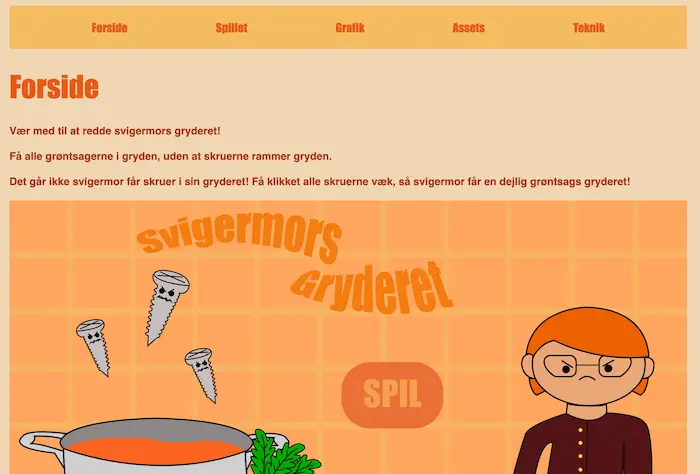 Forside Spillet Grafik Assets Teknik
Forside
Vær med til at redde svigermors gryderet!
Få alle grøntsagerne i gryden, uden at skruerne rammer gryden.
Det går ikke svigermor får skruer i sin gryderet! Få klikket alle skruerne væk, så svigermor får en dejlig grøntsags gryderet!
Svigermors
Gryderet
SPIL